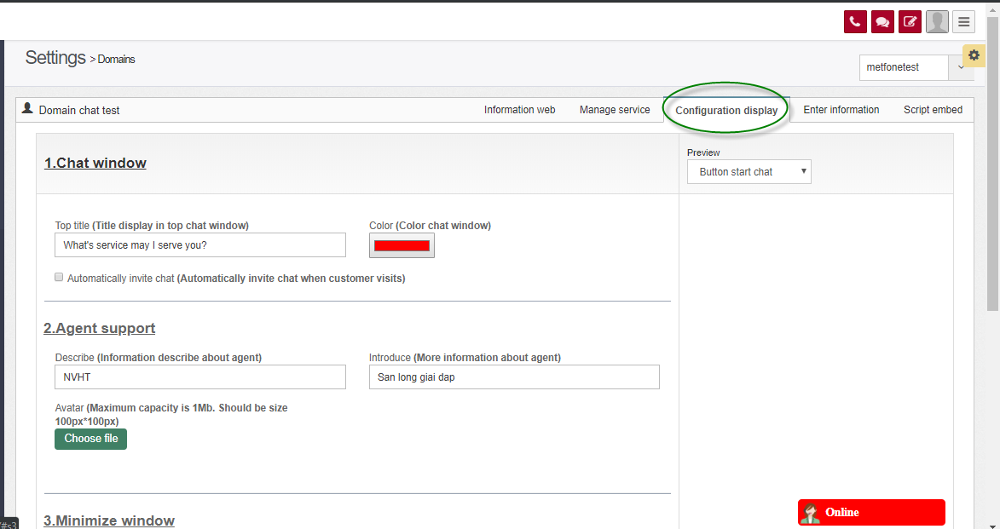 Settings > Domains
metfonetest
Domain chat test
Information web
Manage service
Configuration display
Enter information
Script embed
1.Chat window
Preview
Button start chat
Top title (Title display in top chat window)
Color (Color chat window)
What's service may I serve you?
Automatically invite chat (Automatically invite chat when customer visits)
2.Agent support
Describe (Information describe about agent)
Introduce (More information about agent)
NVHT
San long giai dap
Avatar (Maximum capacity is 1Mb. Should be size
100px*100px)
Choose file
Online
3.Minimize window
/#s3